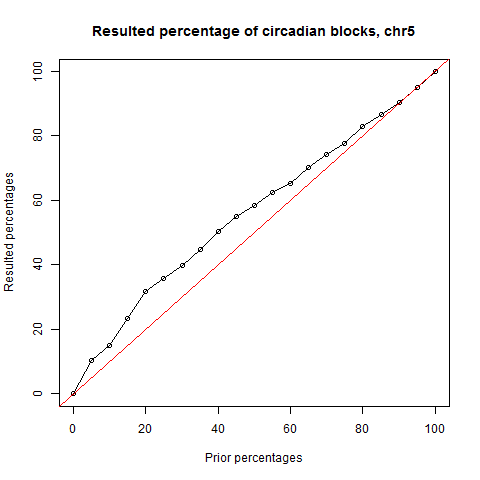 Resulted percentage of circadian blocks, chr5
Resulted percentages
100
80
60
40
20
0
0 20 40 60 80 100
Prior percentages